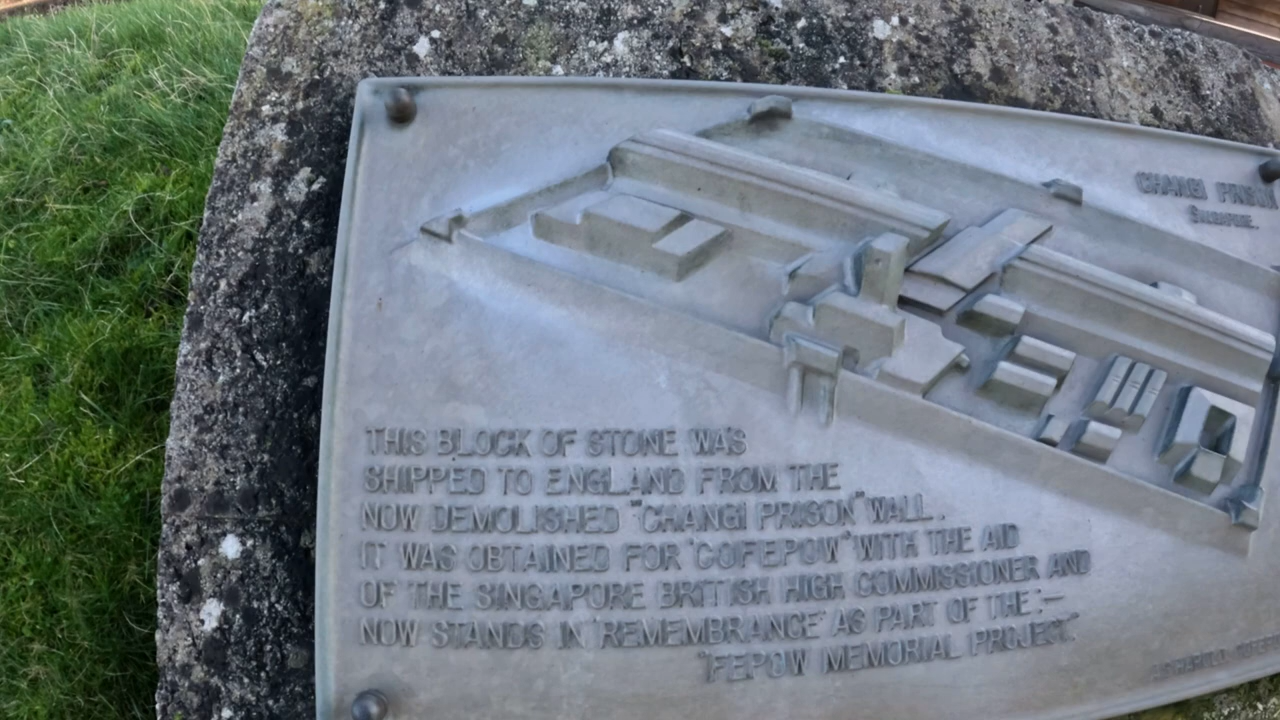 CHANGI PRISON
SINGAPORE.
THIS BLOCK OF STONE WAS
SHIPPED TO ENGLAND FROM THE
NOW DEMOLISHED "CHANGI PRISON" WALL.
IT WAS OBTAINED FOR "COFEPOW" WITH THE AID
OF THE SINGAPORE BRITISH HIGH COMMISSIONER AND
NOW STANDS IN 'REMEMBRANCE' AS PART OF THE:—
"FEPOW MEMORIAL PROJECT."